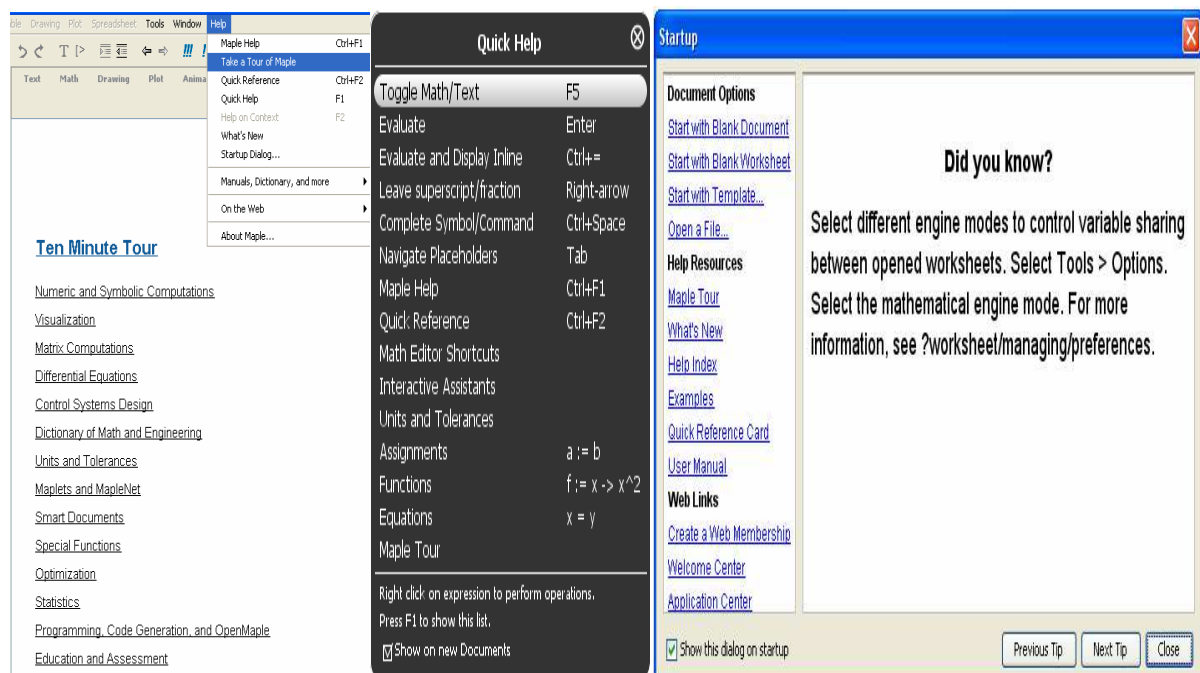 Drawing Plot Spreadsheet Tools Window Help
Text Math Drawing Plot
Maple Help Ctrl+F1
Take a Tour of Maple
Quick Reference Ctrl+F2
Quick Help F1
Help on Context F2
What's New
Startup Dialog...
Manuals, Dictionary, and more
On the Web
About Maple...
Ten Minute Tour
Numeric and Symbolic Computations
Visualization
Matrix Computations
Differential Equations
Control Systems Design
Dictionary of Math and Engineering
Units and Tolerances
Maplets and MapleNet
Smart Documents
Special Functions
Optimization
Statistics
Programming, Code Generation, and OpenMaple
Education and Assessment
Quick Help
Toggle Math/Text F5
Evaluate Enter
Evaluate and Display Inline Ctrl+=
Leave superscript/fraction Right-arrow
Complete Symbol/Command Ctrl+Space
Navigate Placeholders Tab
Maple Help Ctrl+F1
Quick Reference Ctrl+F2
Math Editor Shortcuts
Interactive Assistants
Units and Tolerances
Assignments a := b
Functions f := x -> x^2
Equations x = y
Maple Tour
Right click on expression to perform operations.
Press F1 to show this list.
Show on new Documents
Startup
Document Options
Start with Blank Document
Start with Blank Worksheet
Start with Template...
Open a File...
Help Resources
Maple Tour
What's New
Help Index
Examples
Quick Reference Card
User Manual
Web Links
Create a Web Membership
Welcome Center
Application Center
Did you know?
Select different engine modes to control variable sharing
between opened worksheets. Select Tools > Options.
Select the mathematical engine mode. For more
information, see ?worksheet/managing/preferences.
Show this dialog on startup
Previous Tip Next Tip Close